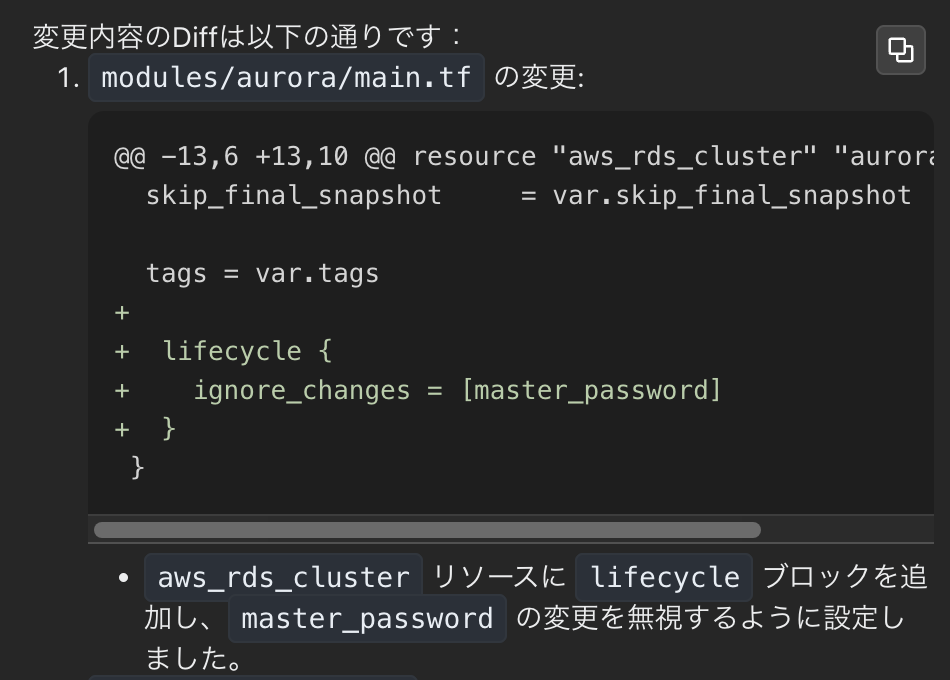 変更内容のDiffは以下の通りです：
1. modules/aurora/main.tf の変更:
@@ −13,6 +13,10 @@ resource "aws_rds_cluster" "aurora
skip_final_snapshot = var.skip_final_snapshot
tags = var.tags
+
+ lifecycle {
+ ignore_changes = [master_password]
+ }
}
• aws_rds_cluster リソースに lifecycle ブロックを追
加し、 master_password の変更を無視するように設定し
ました。